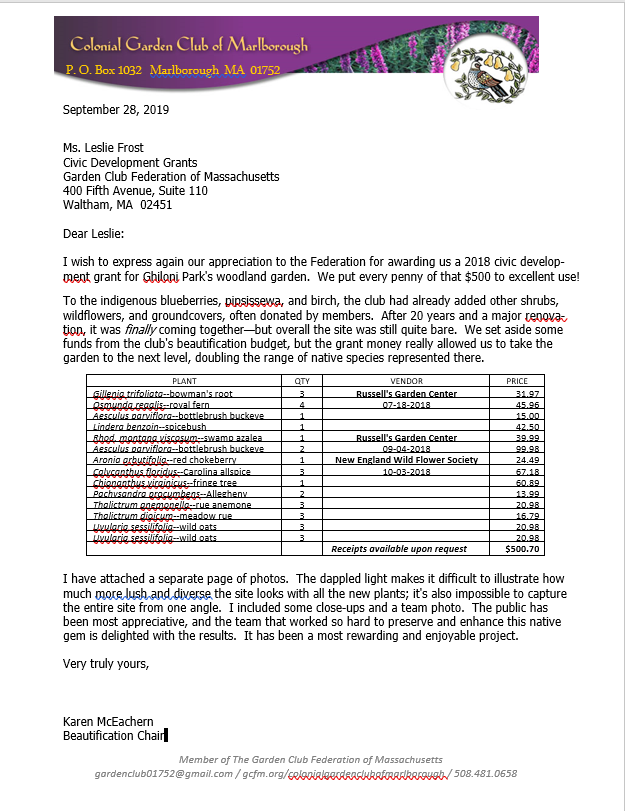 Colonial Garden Club of Marlborough
P. O. Box 1032   Marlborough  MA  01752
September 28, 2019
Ms. Leslie Frost
Civic Development Grants
Garden Club Federation of Massachusetts
400 Fifth Avenue, Suite 110
Waltham, MA  02451
Dear Leslie:
I wish to express again our appreciation to the Federation for awarding us a 2018 civic develop-
ment grant for Ghiloni Park's woodland garden.  We put every penny of that $500 to excellent use!
To the indigenous blueberries, pipsissewa, and birch, the club had already added other shrubs,
wildflowers, and groundcovers, often donated by members.  After 20 years and a major renova-
tion, it was finally coming together—but overall the site was still quite bare.  We set aside some
funds from the club's beautification budget, but the grant money really allowed us to take the
garden to the next level, doubling the range of native species represented there.
PLANT QTY VENDOR PRICE
Gillenia trifoliata--bowman's root 3 Russell's Garden Center 31.97
Osmunda regalis--royal fern 4 07-18-2018 45.96
Aesculus parviflora--bottlebrush buckeye 1 15.00
Lindera benzoin--spicebush 1 42.50
Rhod. montana viscosum--swamp azalea 1 Russell's Garden Center 39.99
Aesculus parviflora--bottlebrush buckeye 2 09-04-2018 99.98
Aronia arbutifolia--red chokeberry 1 New England Wild Flower Society 24.49
Calycanthus floridus--Carolina allspice 3 10-03-2018 67.18
Chionanthus virginicus--fringe tree 1 60.89
Pachysandra procumbens--Allegheny 2 13.99
Thalictrum anemonella--rue anemone 3 20.98
Thalictrum dioicum--meadow rue 3 16.79
Uvularia sessilifolia--wild oats 3 20.98
Uvularia sessilifolia--wild oats 3 20.98
Receipts available upon request $500.70
I have attached a separate page of photos.  The dappled light makes it difficult to illustrate how
much more lush and diverse the site looks with all the new plants; it's also impossible to capture
the entire site from one angle.  I included some close-ups and a team photo.  The public has
been most appreciative, and the team that worked so hard to preserve and enhance this native
gem is delighted with the results.  It has been a most rewarding and enjoyable project.
Very truly yours,
Karen McEachern
Beautification Chair
Member of The Garden Club Federation of Massachusetts
gardenclub01752@gmail.com / gcfm.org/colonialgardenclubofmarlborough / 508.481.0658